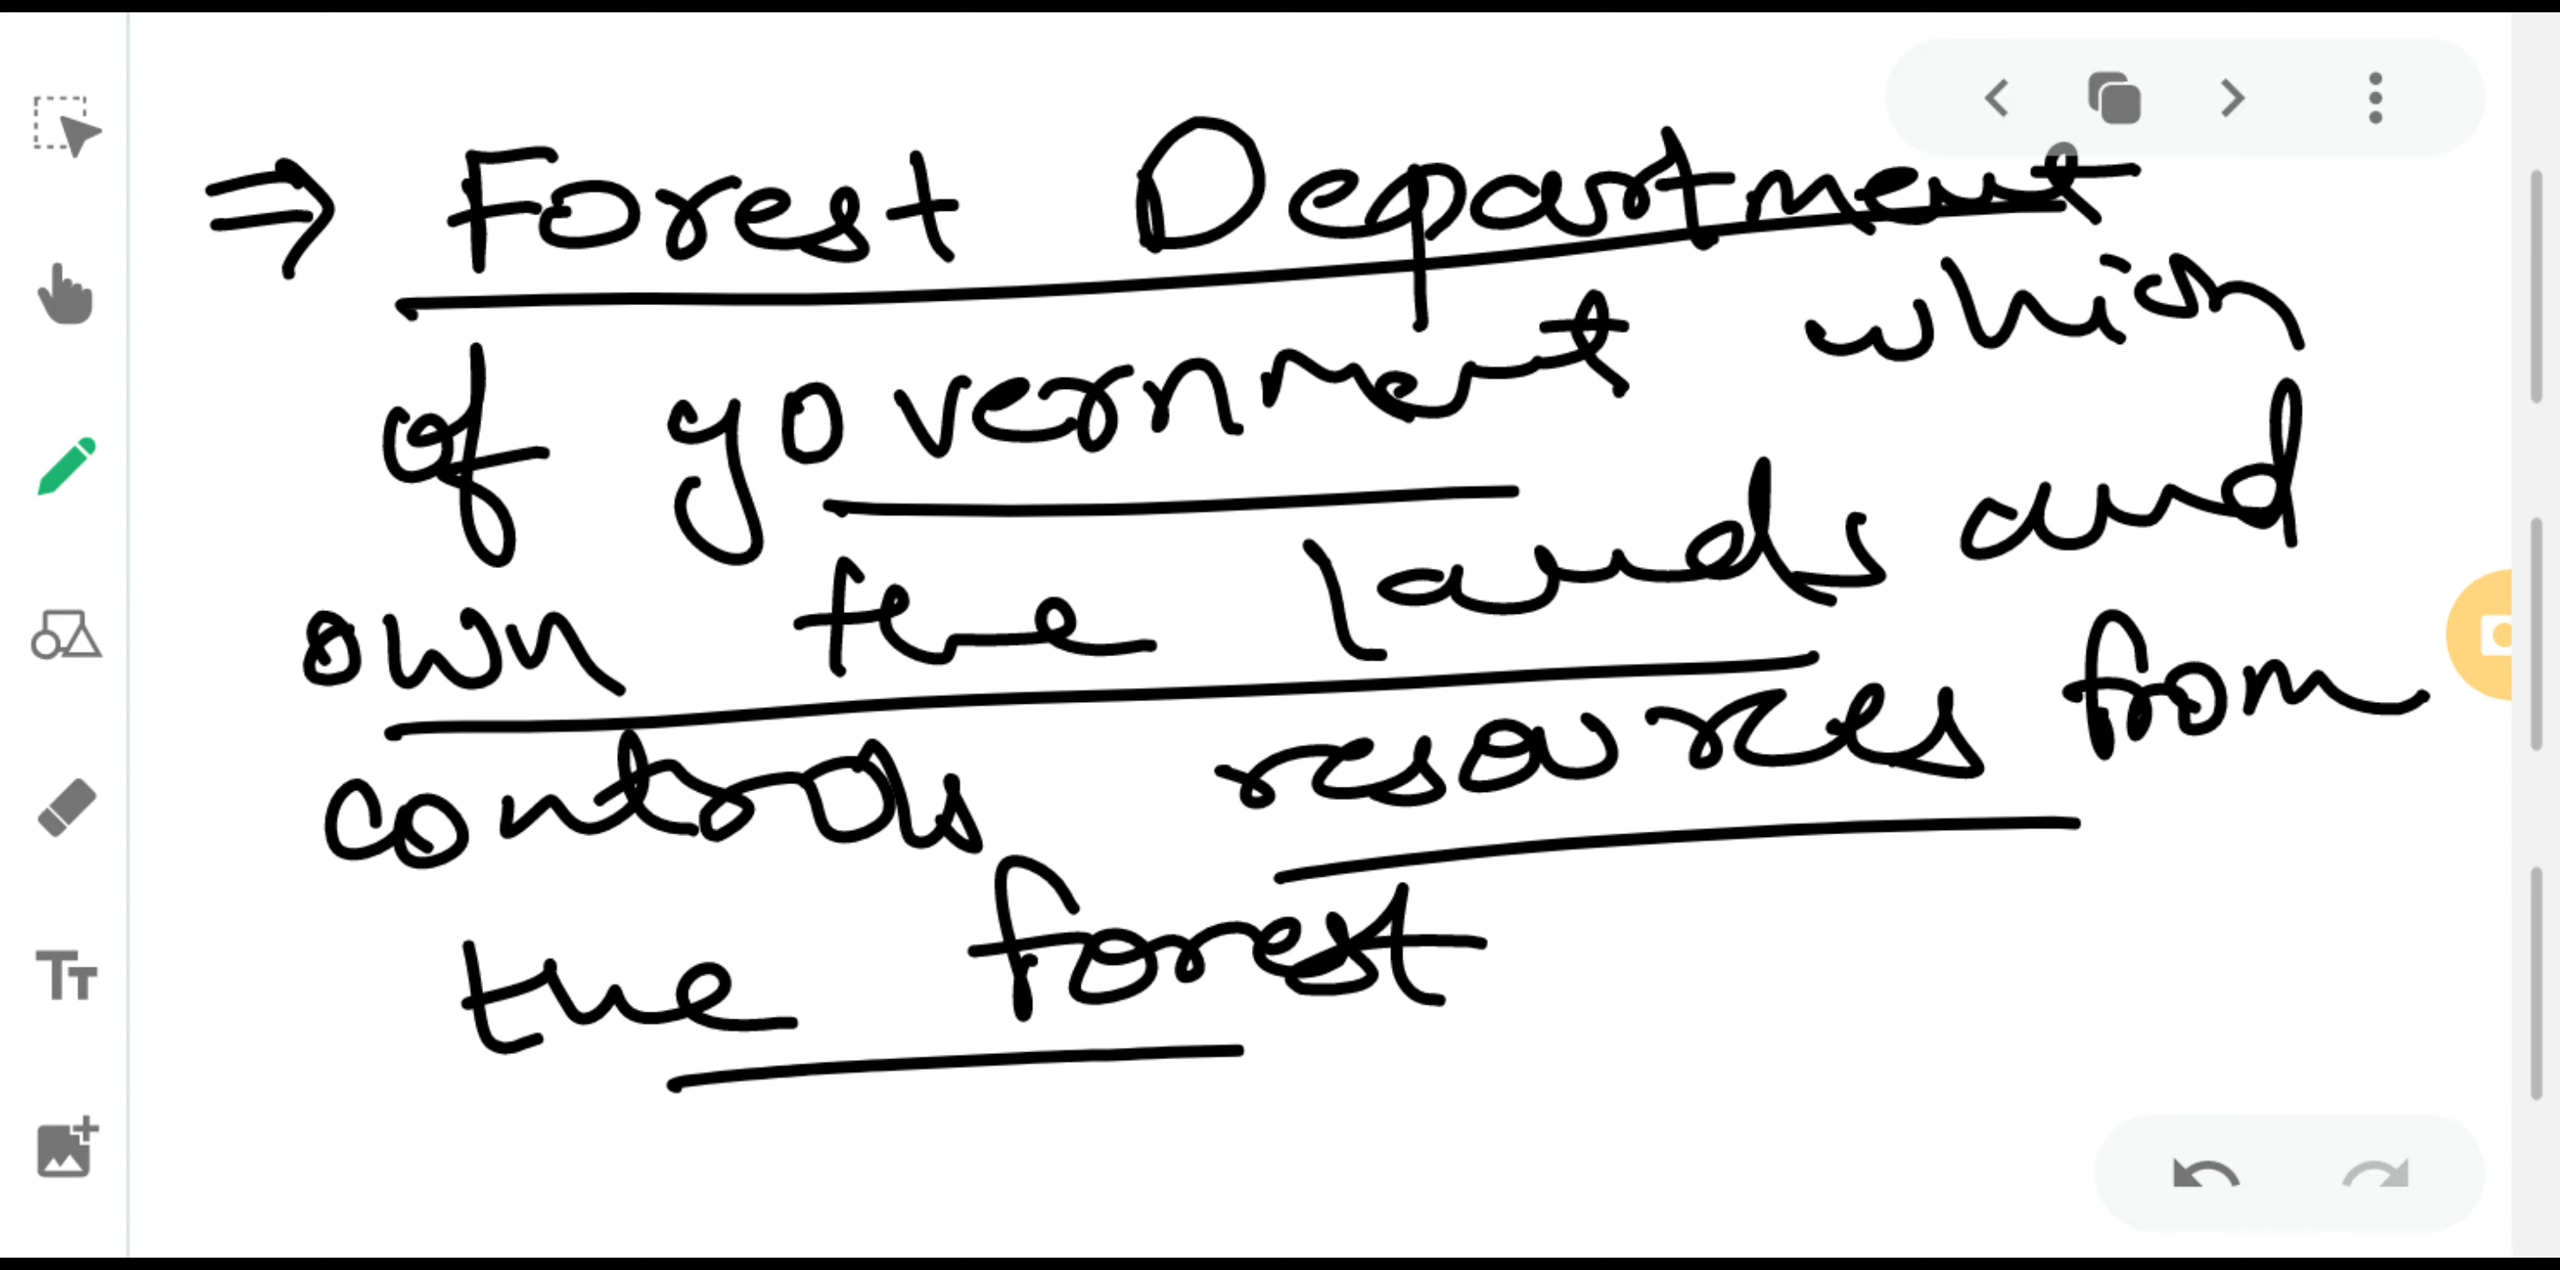 ⇒ Forest Department
of government which
own the lands and
controls resources from
the forest